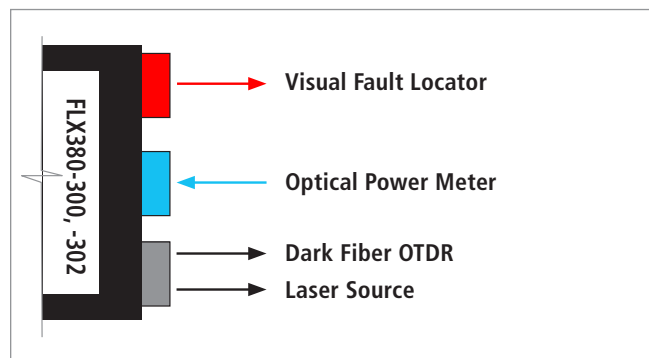 FLX380-300, -302
Visual Fault Locator
Optical Power Meter
Dark Fiber OTDR
Laser Source